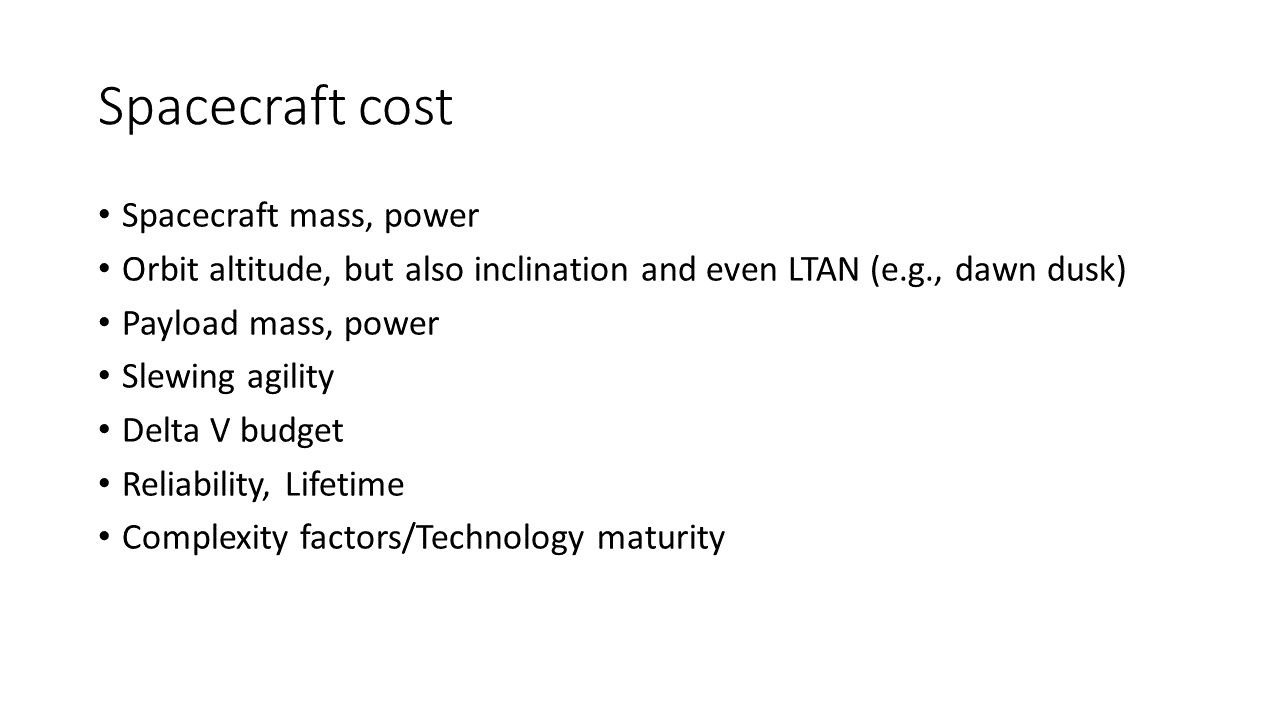 Spacecraft cost
• Spacecraft mass, power
• Orbit altitude, but also inclination and even LTAN (e.g., dawn dusk)
• Payload mass, power
• Slewing agility
• Delta V budget
• Reliability, Lifetime
• Complexity factors/Technology maturity